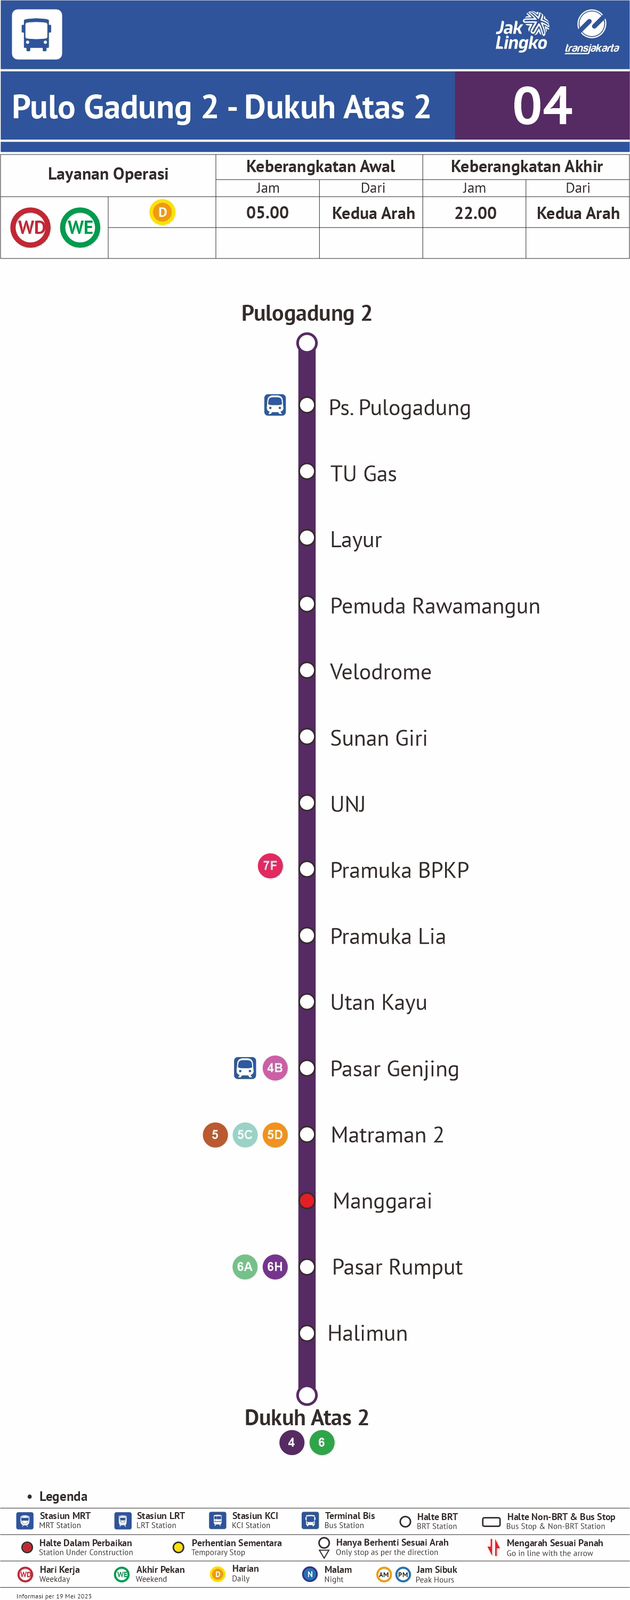 Jak
Lingko
transjakarta
Pulo Gadung 2 - Dukuh Atas 2
04
Layanan Operasi
Keberangkatan Awal
Keberangkatan Akhir
Jam
Dari
Jam
Dari
WD
WE
D
05.00
Kedua Arah
22.00
Kedua Arah
Pulogadung 2
Ps. Pulogadung
TU Gas
Layur
Pemuda Rawamangun
Velodrome
Sunan Giri
UNJ
7F
Pramuka BPKP
Pramuka Lia
Utan Kayu
4B
Pasar Genjing
5
5C
5D
Matraman 2
Manggarai
6A
6H
Pasar Rumput
Halimun
Dukuh Atas 2
4
6
• Legenda
Stasiun MRT
MRT Station
Stasiun LRT
LRT Station
Stasiun KCI
KCI Station
Terminal Bis
Bus Station
Halte BRT
BRT Station
Halte Non-BRT & Bus Stop
Bus Stop & Non-BRT Station
Halte Dalam Perbaikan
Station Under Construction
Perhentian Sementara
Temporary Stop
Hanya Berhenti Sesuai Arah
Only stop as per the direction
Mengarah Sesuai Panah
Go in line with the arrow
WD
Hari Kerja
Weekday
WE
Akhir Pekan
Weekend
D
Harian
Daily
N
Malam
Night
AM
PM
Jam Sibuk
Peak Hours
Informasi per 19 Mei 2023